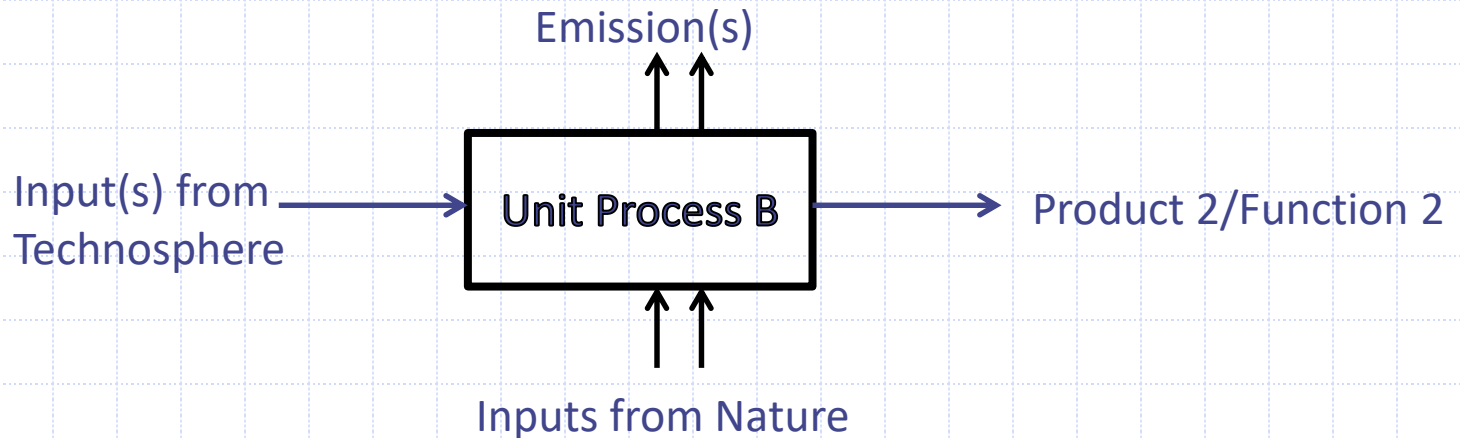 Emission(s)
Input(s) from
Technosphere
Unit Process B
Product 2/Function 2
Inputs from Nature